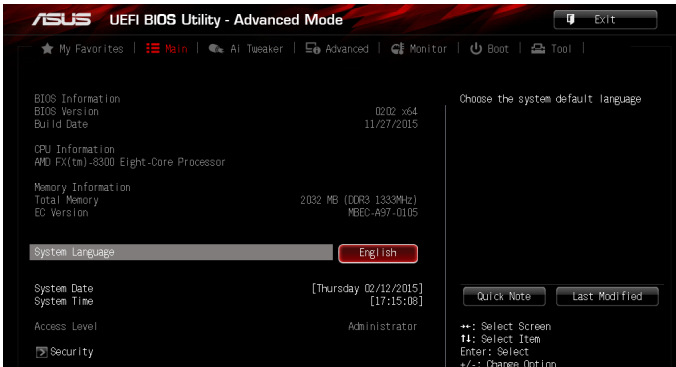 ASUS UEFI BIOS Utility - Advanced Mode Exit
My Favorites Main Ai Tweaker Advanced Monitor Boot Tool
BIOS Information
BIOS Version 0202 x64
Build Date 11/27/2015
CPU Information
AMD FX(tm)-8300 Eight-Core Processor
Memory Information
Total Memory 2032 MB (DDR3 1333MHz)
EC Version MBEC-A97-0105
System Language English
System Date [Thursday 02/12/2015]
System Time [17:15:08]
Access Level Administrator
Security
Choose the system default language
Quick Note Last Modified
→←: Select Screen
↑↓: Select Item
Enter: Select
+/-: Change Option